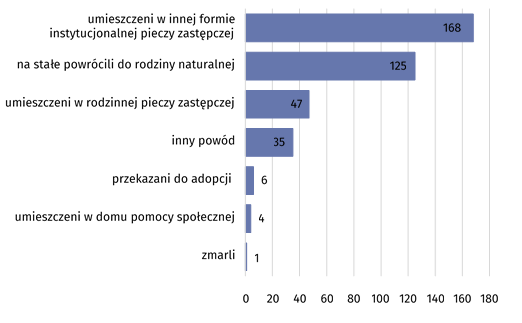 umieszczeni w innej formie
instytucjonalnej pieczy zastępczej
168
na stałe powrócili do rodziny naturalnej
125
umieszczeni w rodzinnej pieczy zastępczej
47
inny powód
35
przekazani do adopcji
6
umieszczeni w domu pomocy społecznej
4
zmarli
1
0 20 40 60 80 100 120 140 160 180